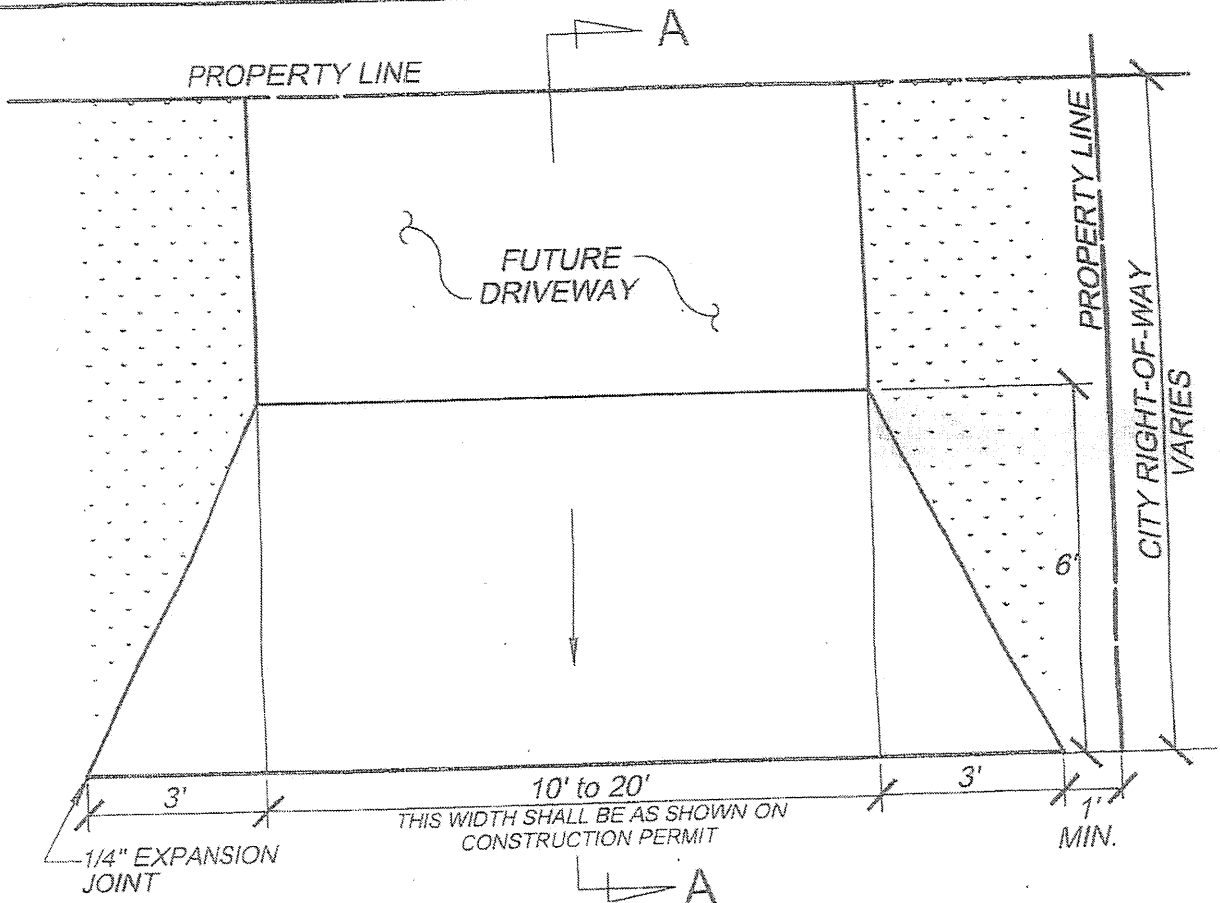 A
PROPERTY LINE
PROPERTY LINE
FUTURE
DRIVEWAY
CITY RIGHT-OF-WAY
VARIES
6'
3'
10' to 20'
3'
THIS WIDTH SHALL BE AS SHOWN ON
CONSTRUCTION PERMIT
1'
MIN.
1/4" EXPANSION
JOINT
A